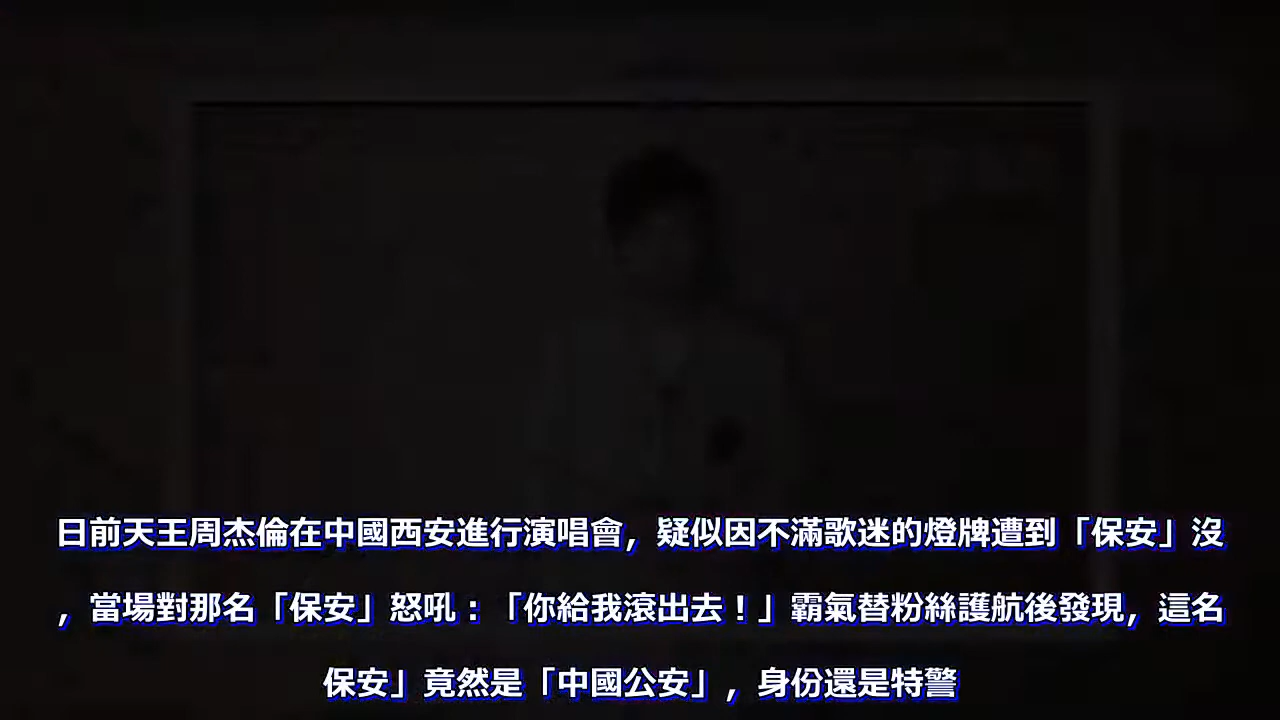 日前天王周杰倫在中國西安進行演唱會，疑似因不滿歌迷的燈牌遭到「保安」沒
，當場對那名「保安」怒吼：「你給我滾出去！」霸氣替粉絲護航後發現，這名
保安」竟然是「中國公安」，身份還是特警